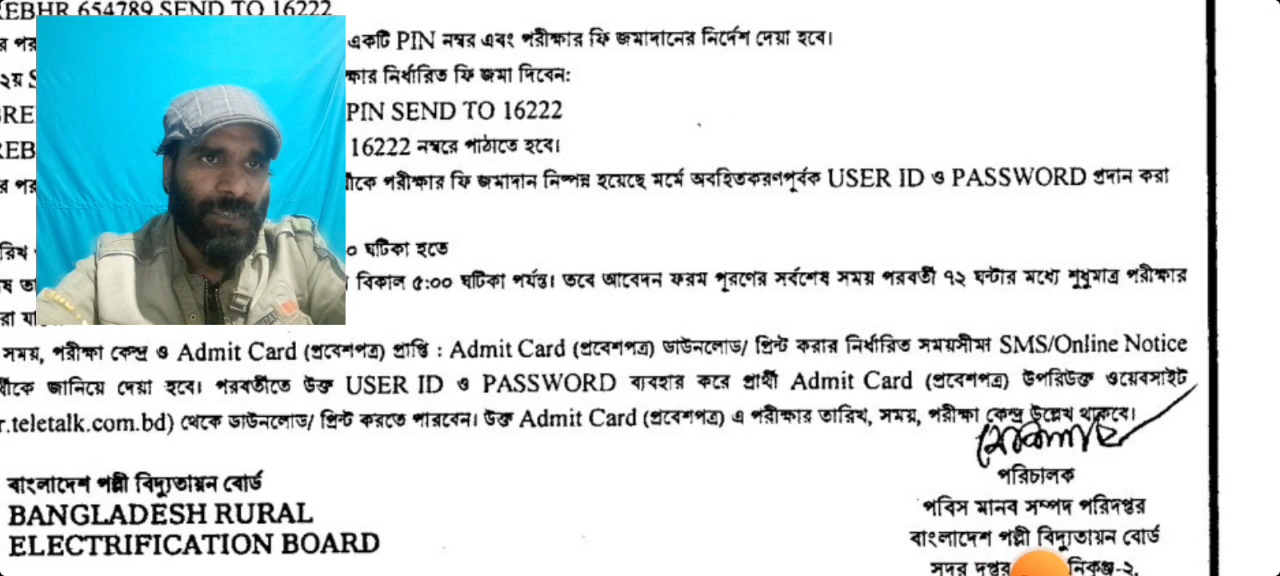 REBHR 654789 SEND TO 16222
একটি PIN নম্বর এবং পরীক্ষার ফি জমাদানের নির্দেশ দেয়া হবে।
২য় নির্ধারিত ফি জমা দিবেন:
PIN SEND TO 16222
16222 নম্বরে পাঠাতে হবে।
পরীক্ষার ফি জমাদান নিষ্পন্ন হয়েছে মর্মে অবহিতকরণপূর্বক USER ID ও PASSWORD প্রদান করা
ঘটিকা হতে
বিকাল ৫:০০ ঘটিকা পর্যন্ত। তবে আবেদন ফরম পূরণের সর্বশেষ সময় পরবর্তী ৭২ ঘন্টার মধ্যে শুধুমাত্র পরীক্ষার
সময়, পরীক্ষা কেন্দ্র ও Admit Card (প্রবেশপত্র) প্রাপ্তি : Admit Card (প্রবেশপত্র) ডাউনলোড/ প্রিন্ট করার নির্ধারিত সময়সীমা SMS/Online Notice
জানিয়ে দেয়া হবে। পরবর্তীতে উক্ত USER ID ও PASSWORD ব্যবহার করে প্রার্থী Admit Card (প্রবেশপত্র) উপরিউক্ত ওয়েবসাইট
r.teletalk.com.bd) থেকে ডাউনলোড/ প্রিন্ট করতে পারবেন। উক্ত Admit Card (প্রবেশপত্র) এ পরীক্ষার তারিখ, সময়, পরীক্ষা কেন্দ্র উল্লেখ থাকবে।
পরিচালক
পবিস মানব সম্পদ পরিদপ্তর
বাংলাদেশ পল্লী বিদ্যুতায়ন বোর্ড
সদর দপ্তর নিকুঞ্জ-২,
বাংলাদেশ পল্লী বিদ্যুতায়ন বোর্ড
BANGLADESH RURAL
ELECTRIFICATION BOARD